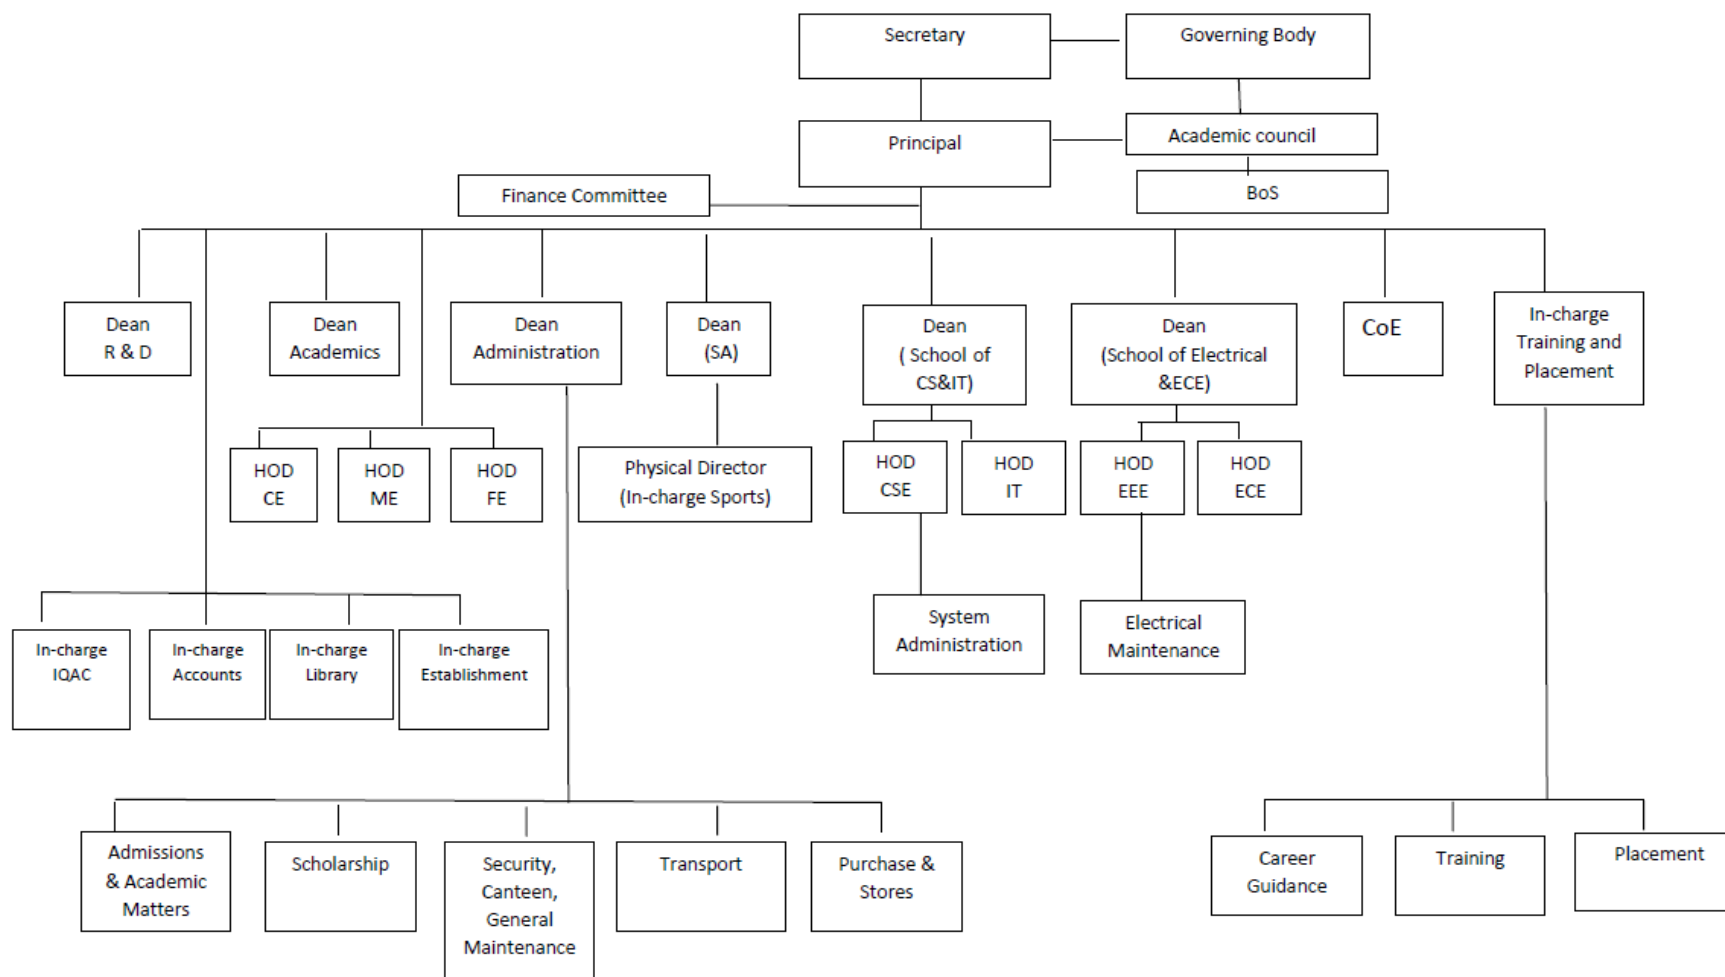 Secretary
Governing Body
Principal
Academic council
Finance Committee
BoS
Dean
R & D
Dean
Academics
Dean
Administration
Dean
(SA)
Dean
( School of
CS&IT)
Dean
(School of Electrical
&ECE)
CoE
In-charge
Training and
Placement
HOD
CE
HOD
ME
HOD
FE
Physical Director
(In-charge Sports)
HOD
CSE
HOD
IT
HOD
EEE
HOD
ECE
In-charge
IQAC
In-charge
Accounts
In-charge
Library
In-charge
Establishment
System
Administration
Electrical
Maintenance
Admissions
& Academic
Matters
Scholarship
Security,
Canteen,
General
Maintenance
Transport
Purchase &
Stores
Career
Guidance
Training
Placement